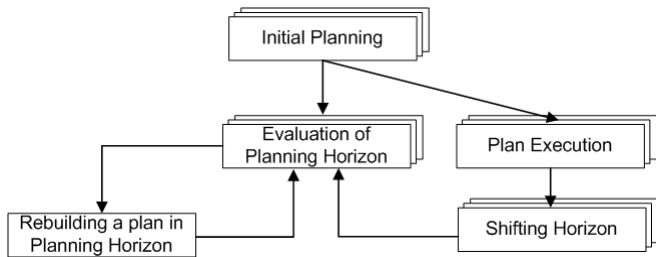 Initial Planning
Evaluation of
Planning Horizon
Plan Execution
Rebuilding a plan in
Planning Horizon
Shifting Horizon